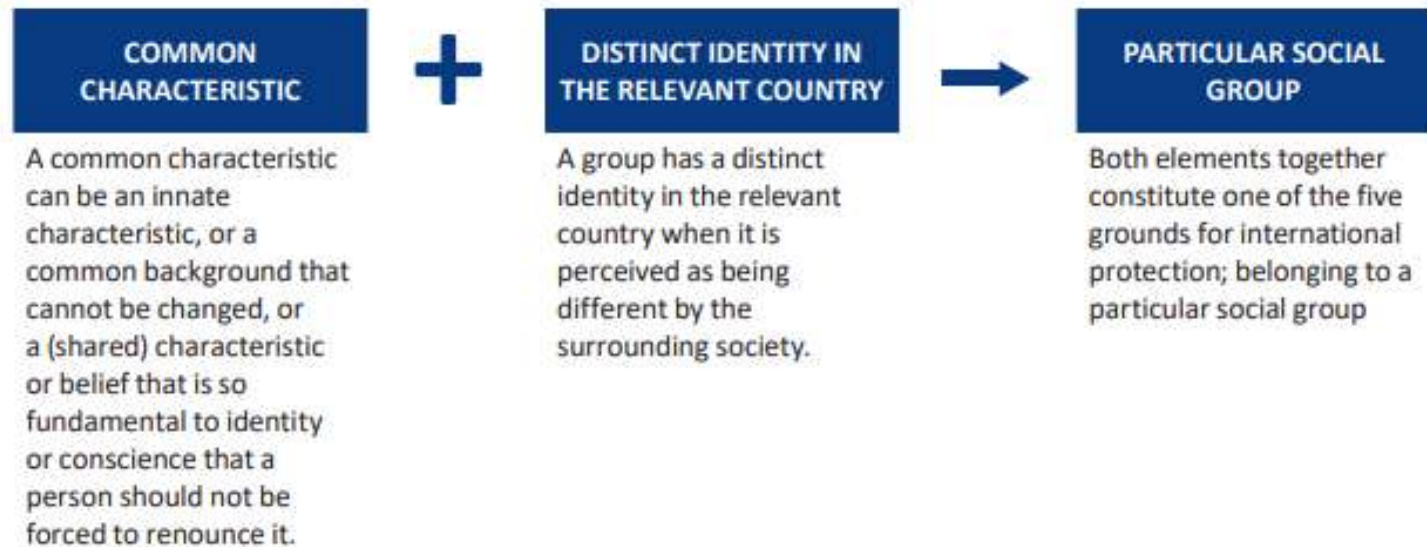 COMMON
CHARACTERISTIC
A common characteristic
can be an innate
characteristic, or a
common background that
cannot be changed, or
a (shared) characteristic
or belief that is so
fundamental to identity
or conscience that a
person should not be
forced to renounce it.
+
DISTINCT IDENTITY IN
THE RELEVANT COUNTRY
A group has a distinct
identity in the relevant
country when it is
perceived as being
different by the
surrounding society.
PARTICULAR SOCIAL
GROUP
Both elements together
constitute one of the five
grounds for international
protection; belonging to a
particular social group